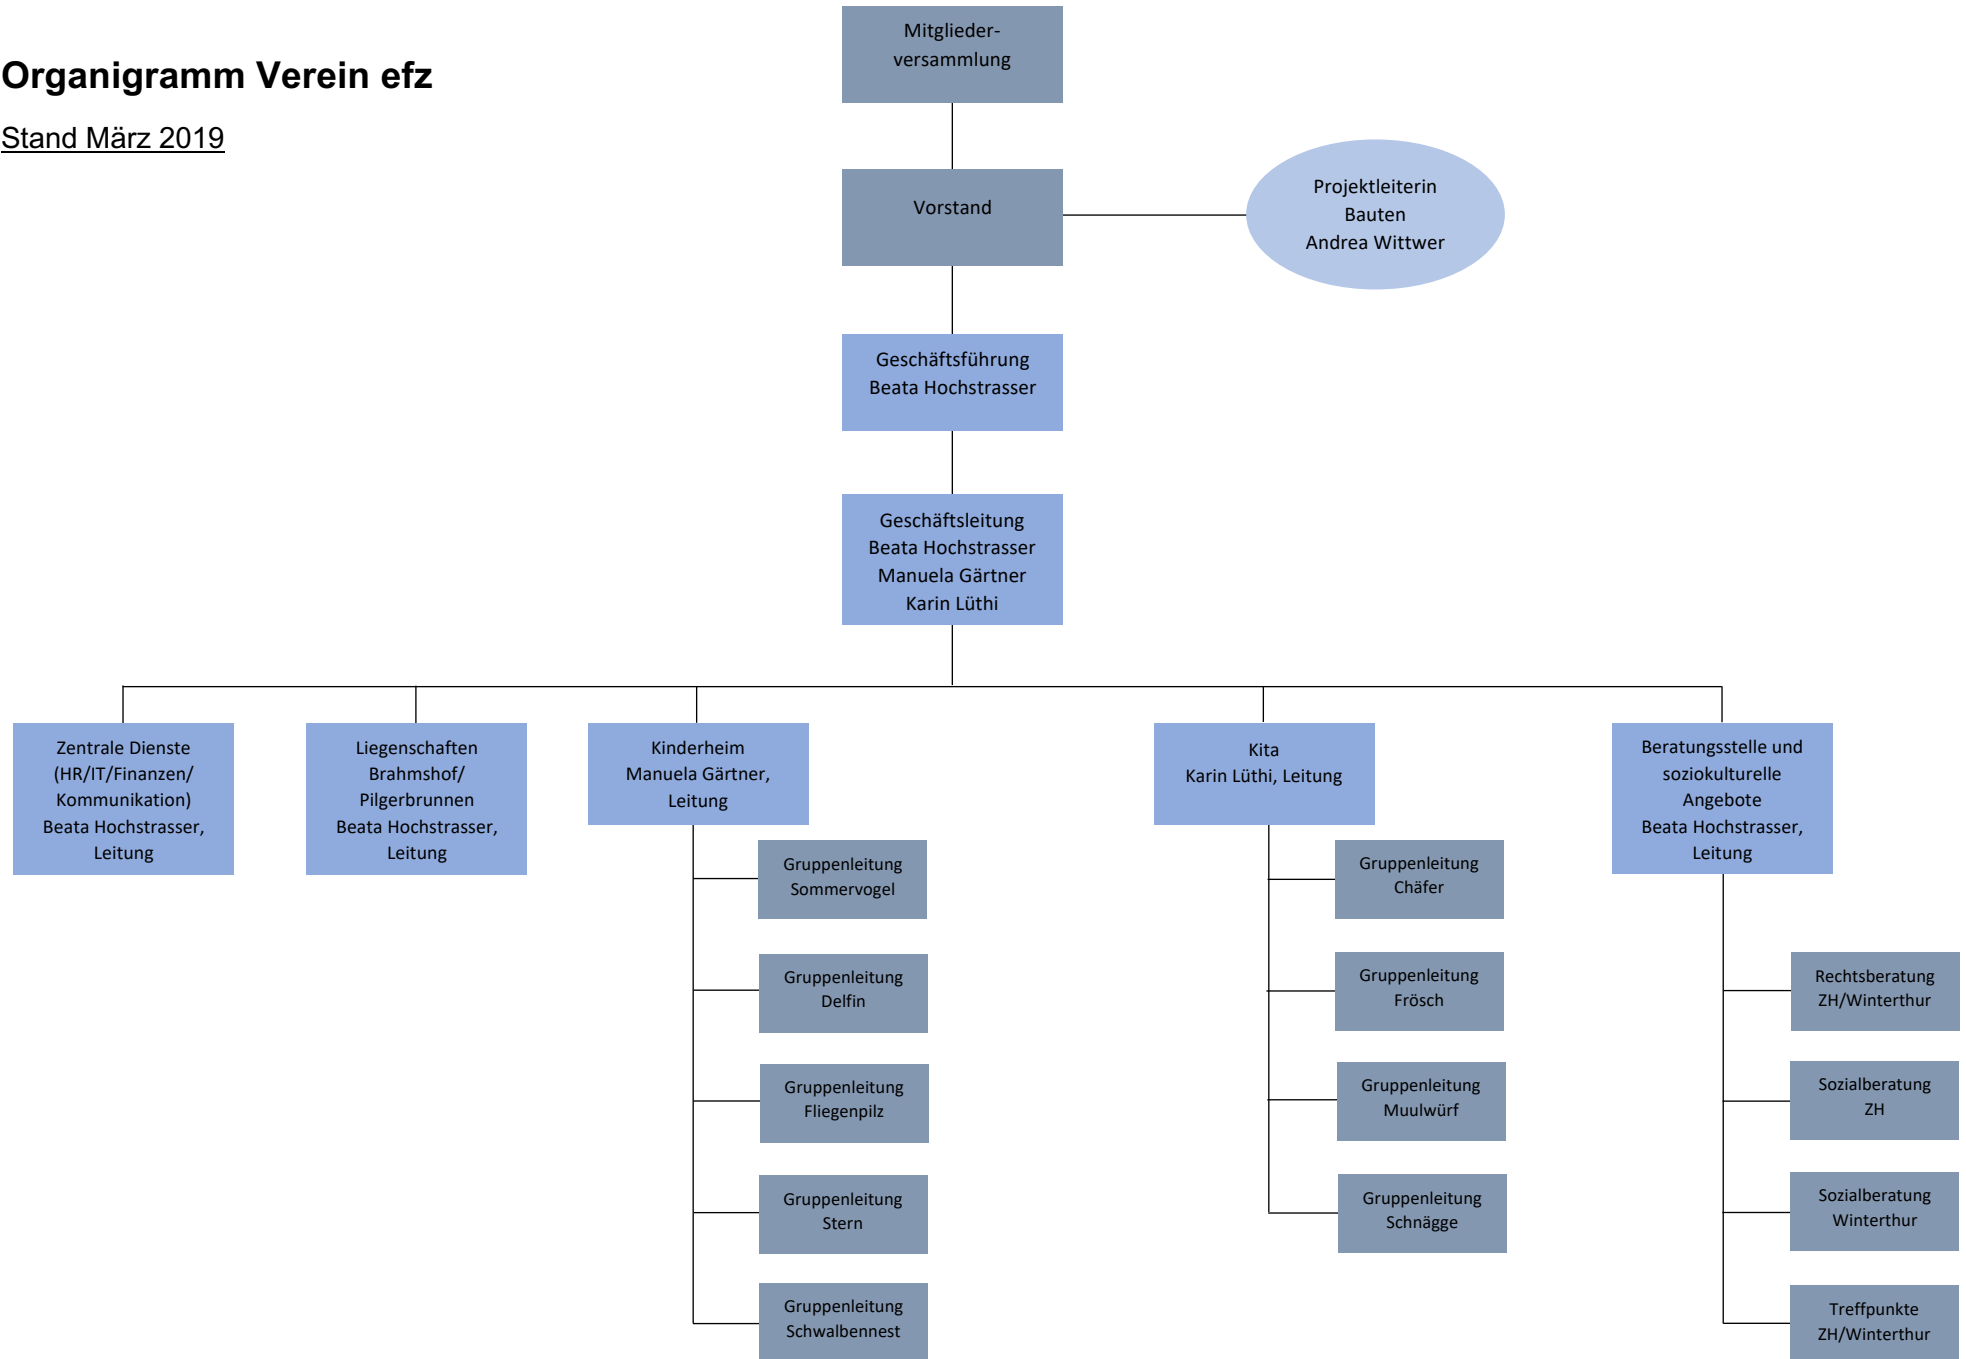 Organigramm Verein efz
Stand März 2019
Mitglieder-
versammlung
Vorstand
Projektleiterin
Bauten
Andrea Wittwer
Geschäftsführung
Beata Hochstrasser
Geschäftsleitung
Beata Hochstrasser
Manuela Gärtner
Karin Lüthi
Zentrale Dienste
(HR/IT/Finanzen/
Kommunikation)
Beata Hochstrasser,
Leitung
Liegenschaften
Brahmshof/
Pilgerbrunnen
Beata Hochstrasser,
Leitung
Kinderheim
Manuela Gärtner,
Leitung
Gruppenleitung
Sommervogel
Gruppenleitung
Delfin
Gruppenleitung
Fliegenpilz
Gruppenleitung
Stern
Gruppenleitung
Schwalbennest
Kita
Karin Lüthi, Leitung
Gruppenleitung
Chäfer
Gruppenleitung
Frösch
Gruppenleitung
Muulwürf
Gruppenleitung
Schnägge
Beratungsstelle und
soziokulturelle
Angebote
Beata Hochstrasser,
Leitung
Rechtsberatung
ZH/Winterthur
Sozialberatung
ZH
Sozialberatung
Winterthur
Treffpunkte
ZH/Winterthur